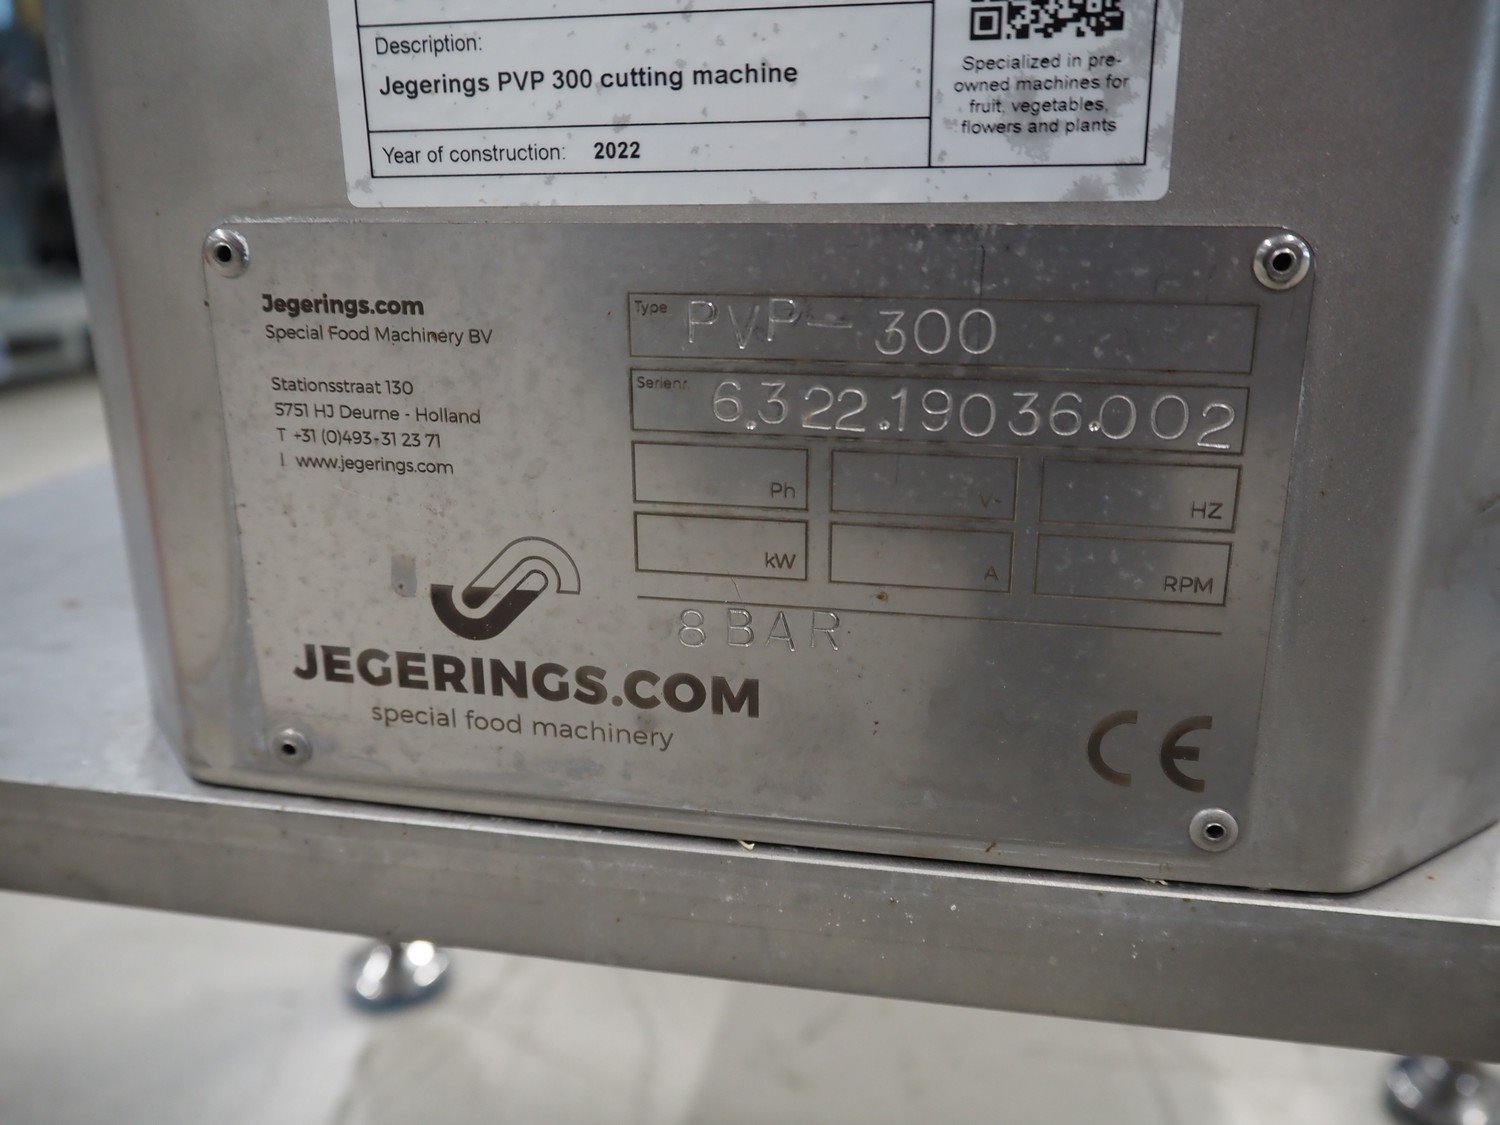 Description:
Jegerings PVP 300 cutting machine
Year of construction: 2022
Specialized in pre-
owned machines for
fruit, vegetables,
flowers and plants
Jegerings.com
Special Food Machinery BV
Stationsstraat 130
5751 HJ Deurne - Holland
T +31 (0)493-31 23 71
I www.jegerings.com
JEGERINGS.COM
special food machinery
Type PVP-300
Serienr. 6.322.19036.002
Ph V~ HZ
kW A RPM
8 BAR
CE